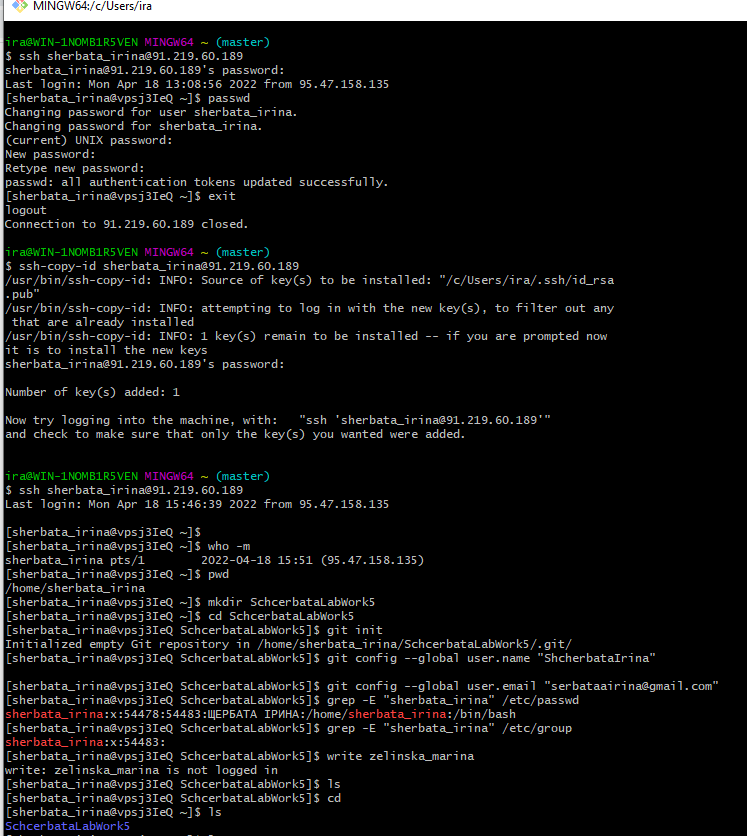 MINGW64:/c/Users/ira
ira@WIN-1NOMB1R5VEN MINGW64 ~ (master)
$ ssh sherbata_irina@91.219.60.189
sherbata_irina@91.219.60.189's password:
Last login: Mon Apr 18 13:08:56 2022 from 95.47.158.135
[sherbata_irina@vpsj3IeQ ~]$ passwd
Changing password for user sherbata_irina.
Changing password for sherbata_irina.
(current) UNIX password:
New password:
Retype new password:
passwd: all authentication tokens updated successfully.
[sherbata_irina@vpsj3IeQ ~]$ exit
logout
Connection to 91.219.60.189 closed.
ira@WIN-1NOMB1R5VEN MINGW64 ~ (master)
$ ssh-copy-id sherbata_irina@91.219.60.189
/usr/bin/ssh-copy-id: INFO: Source of key(s) to be installed: "/c/Users/ira/.ssh/id_rsa
.pub"
/usr/bin/ssh-copy-id: INFO: attempting to log in with the new key(s), to filter out any
that are already installed
/usr/bin/ssh-copy-id: INFO: 1 key(s) remain to be installed -- if you are prompted now
it is to install the new keys
sherbata_irina@91.219.60.189's password:
Number of key(s) added: 1
Now try logging into the machine, with:   "ssh 'sherbata_irina@91.219.60.189'"
and check to make sure that only the key(s) you wanted were added.
ira@WIN-1NOMB1R5VEN MINGW64 ~ (master)
$ ssh sherbata_irina@91.219.60.189
Last login: Mon Apr 18 15:46:39 2022 from 95.47.158.135
[sherbata_irina@vpsj3IeQ ~]$
[sherbata_irina@vpsj3IeQ ~]$ who -m
sherbata_irina pts/1        2022-04-18 15:51 (95.47.158.135)
[sherbata_irina@vpsj3IeQ ~]$ pwd
/home/sherbata_irina
[sherbata_irina@vpsj3IeQ ~]$ mkdir SchcerbataLabWork5
[sherbata_irina@vpsj3IeQ ~]$ cd SchcerbataLabWork5
[sherbata_irina@vpsj3IeQ SchcerbataLabWork5]$ git init
Initialized empty Git repository in /home/sherbata_irina/SchcerbataLabWork5/.git/
[sherbata_irina@vpsj3IeQ SchcerbataLabWork5]$ git config --global user.name "ShcherbataIrina"
[sherbata_irina@vpsj3IeQ SchcerbataLabWork5]$ git config --global user.email "serbataairina@gmail.com"
[sherbata_irina@vpsj3IeQ SchcerbataLabWork5]$ grep -E "sherbata_irina" /etc/passwd
sherbata_irina:x:54478:54483:ЩЕРБАТА ІРИНА:/home/sherbata_irina:/bin/bash
[sherbata_irina@vpsj3IeQ SchcerbataLabWork5]$ grep -E "sherbata_irina" /etc/group
sherbata_irina:x:54483:
[sherbata_irina@vpsj3IeQ SchcerbataLabWork5]$ write zelinska_marina
write: zelinska_marina is not logged in
[sherbata_irina@vpsj3IeQ SchcerbataLabWork5]$ ls
[sherbata_irina@vpsj3IeQ SchcerbataLabWork5]$ cd
[sherbata_irina@vpsj3IeQ ~]$ ls
SchcerbataLabWork5